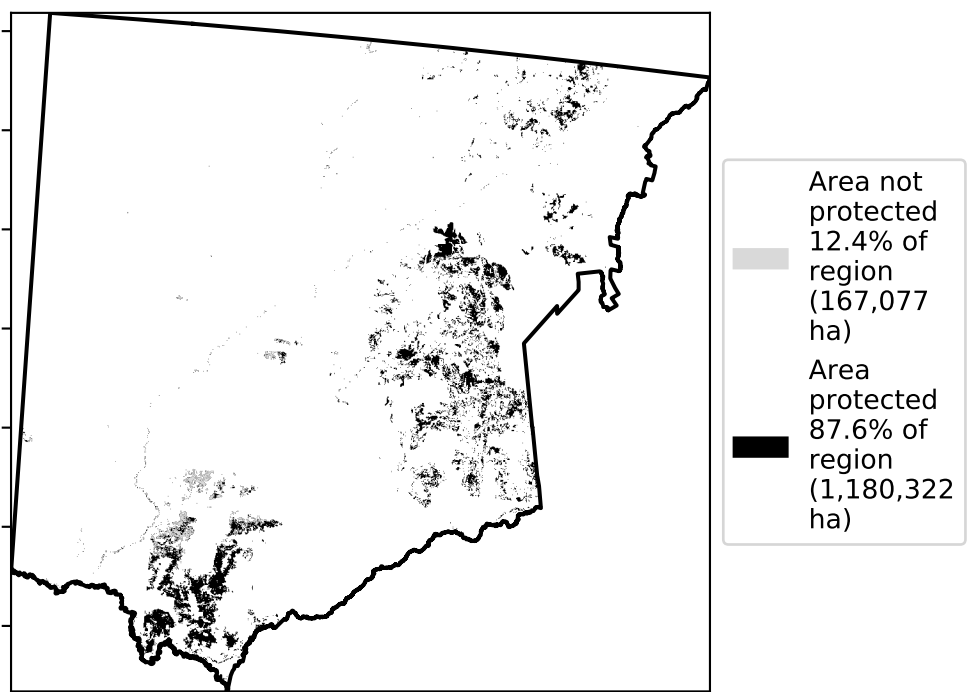 Area not
protected
12.4% of
region
(167,077
ha)
Area
protected
87.6% of
region
(1,180,322
ha)